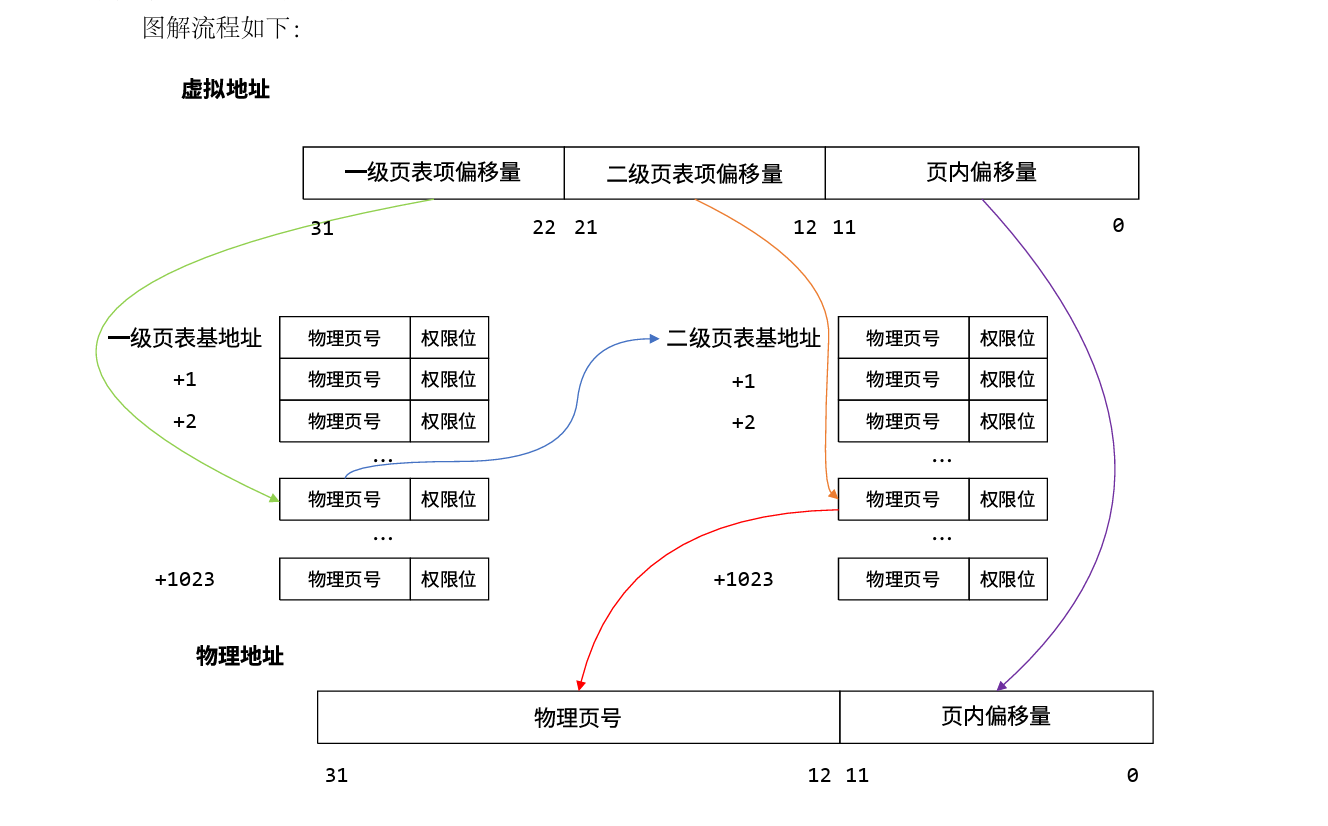 图解流程如下：
虚拟地址
一级页表项偏移量 二级页表项偏移量 页内偏移量
31 22 21 12 11 0
一级页表基地址 物理页号 权限位 二级页表基地址 物理页号 权限位
+1 物理页号 权限位 +1 物理页号 权限位
+2 物理页号 权限位 +2 物理页号 权限位
... ...
物理页号 权限位 物理页号 权限位
... ...
+1023 物理页号 权限位 +1023 物理页号 权限位
物理地址
物理页号 页内偏移量
31 12 11 0